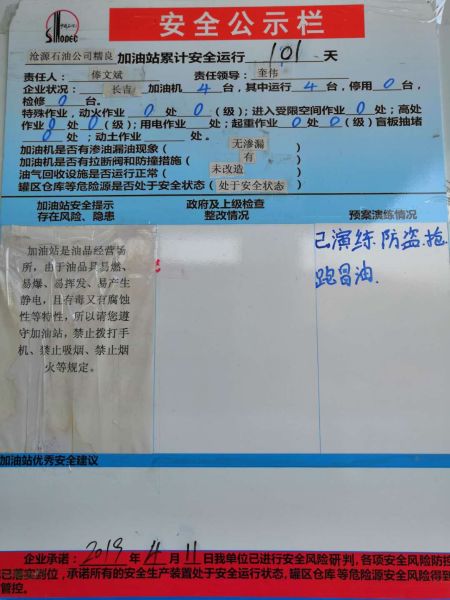 中国石化
SINOPEC
安全公示栏
沧源石油公司糯良加油站累计安全运行101天
责任人：俸文斌 责任领导：奎伟
企业状况：长吉加油机4台，其中运行4台，停用0台，
检修0台。
特殊作业，动火作业0处0（级）；进入受限空间作业0处；高处
作业0处0（级）；用电作业0处；起重作业0处0（级）；盲板抽堵
0处；动土作业 处。
加油机是否有渗油漏油现象（无渗漏）
加油机是否有拉断阀和防撞措施（有）
油气回收设施是否运行正常（未改造）
罐区仓库等危险源是否处于安全状态（处于安全状态）
加油站安全提示
存在风险、隐患
政府及上级检查
整改情况
预案演练情况
加油站是油品经营场
所，由于油品具易燃、
易爆、易挥发、易产生
静电，且有毒又有腐蚀
性等特性，所以请您遵
守加油站，禁止拨打手
机、禁止吸烟、禁止烟
火等规定。
已演练.防盗.抢
跑冒油.
加油站优秀安全建议
企业承诺：2019年4月11日我单位已进行安全风险研判，各项安全风险防控
已落实到位，承诺所有的安全生产装置处于安全运行状态，罐区仓库等危险源安全风险得到
管控。